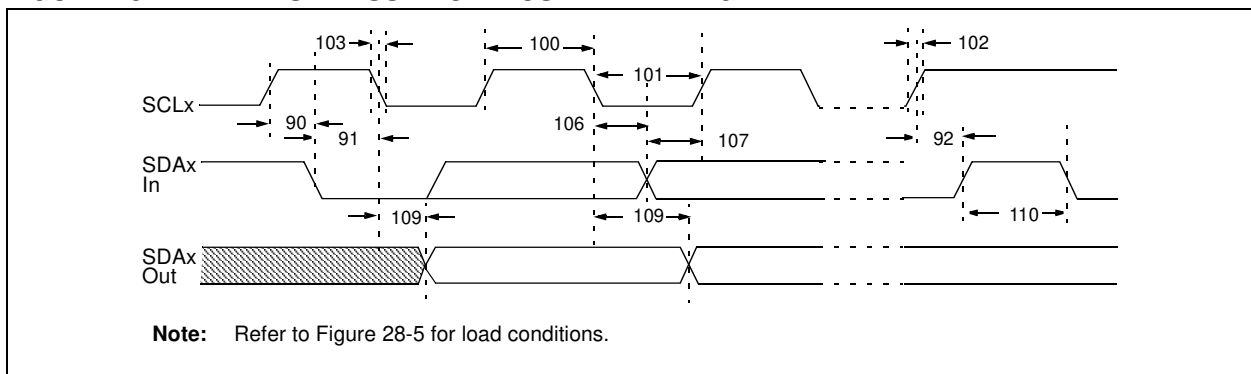 103
100
101
102
SCLx
90
91
106
107
92
SDAx
In
109
109
110
SDAx
Out
Note: Refer to Figure 28-5 for load conditions.